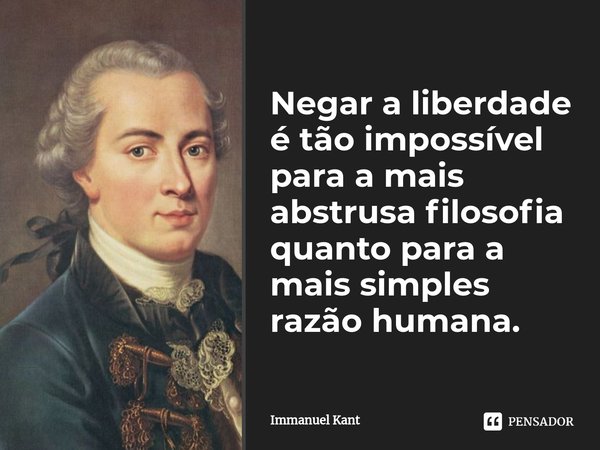 Negar a liberdade
é tão impossível
para a mais
abstrusa filosofia
quanto para a
mais simples
razão humana.
Immanuel Kant
PENSADOR